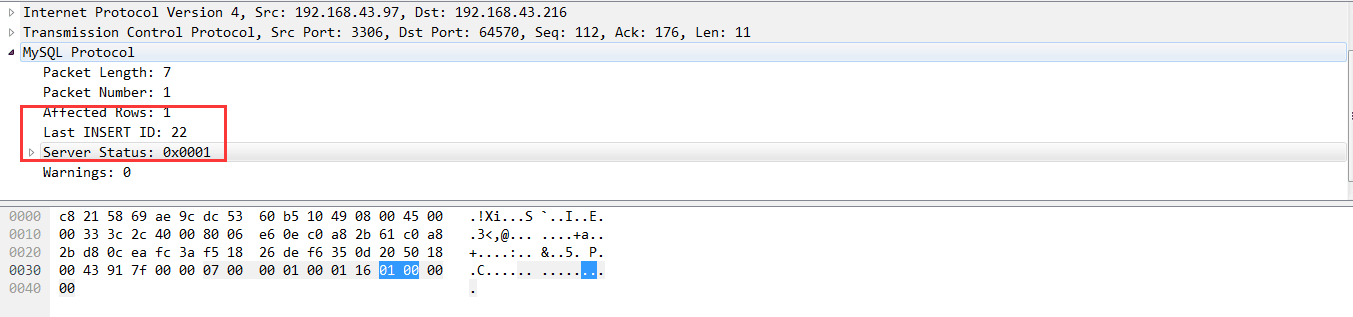 Internet Protocol Version 4, Src: 192.168.43.97, Dst: 192.168.43.216
Transmission Control Protocol, Src Port: 3306, Dst Port: 64570, Seq: 112, Ack: 176, Len: 11
MySQL Protocol
Packet Length: 7
Packet Number: 1
Affected Rows: 1
Last INSERT ID: 22
Server Status: 0x0001
Warnings: 0
0000 c8 21 58 69 ae 9c dc 53 60 b5 10 49 08 00 45 00 .!Xi...S `..I..E.
0010 00 33 3c 2c 40 00 80 06 e6 0e c0 a8 2b 61 c0 a8 .3<,@... ....+a..
0020 2b d8 0c ea fc 3a f5 18 26 de f6 35 0d 20 50 18 +....:.. &..5. P.
0030 00 43 91 7f 00 00 07 00 00 01 00 01 16 01 00 00 .C...... ........
0040 00 .